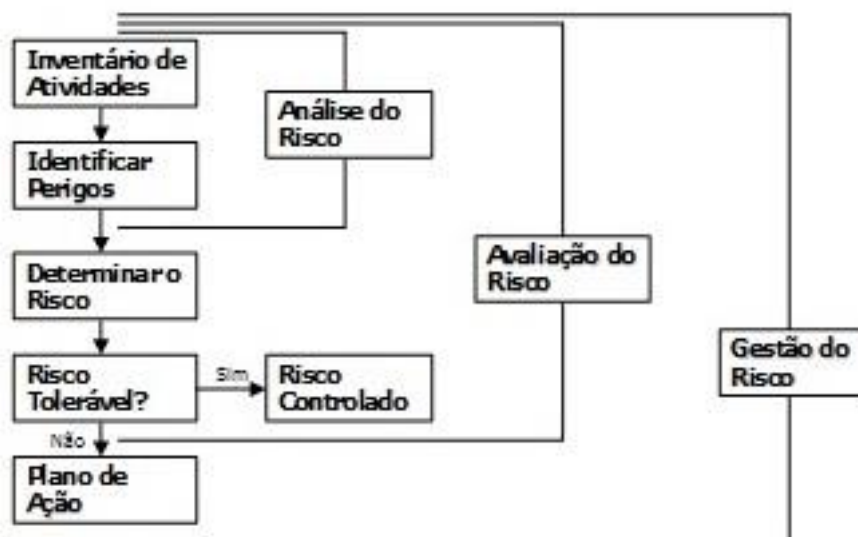 Inventário de
Atividades
Análise do
Risco
Identificar
Perigos
Avaliação do
Risco
Determinar o
Risco
Gestão do
Risco
Risco
Tolerável?
Sim
Risco
Controlado
Não
Plano de
Ação